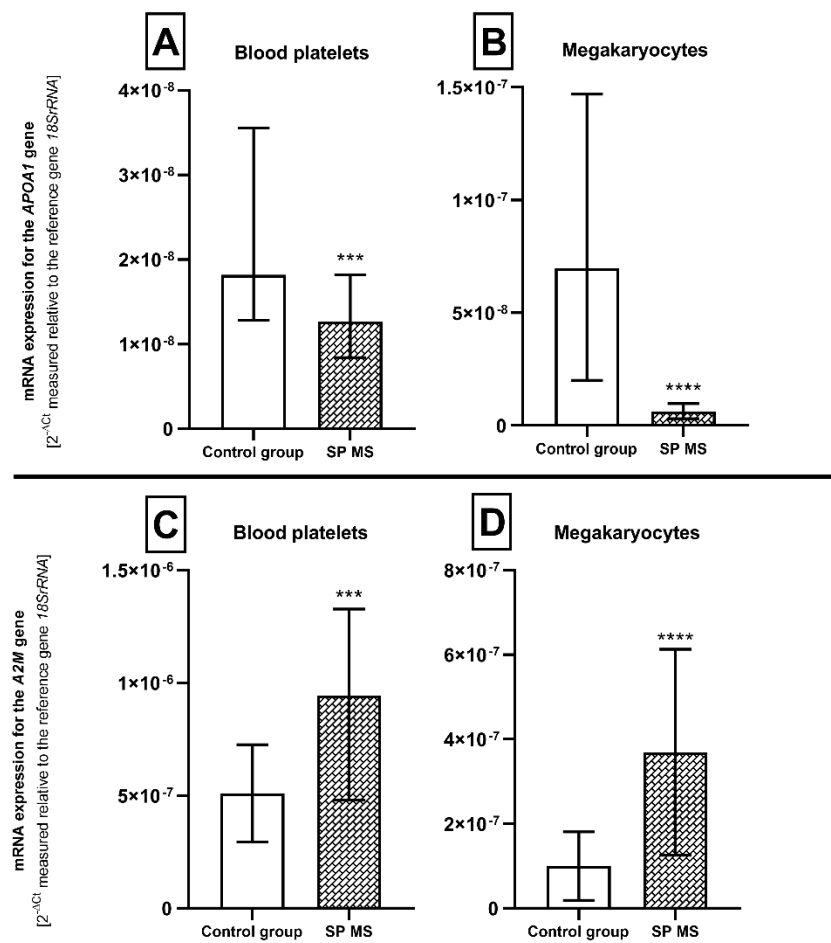 A
Blood platelets
mRNA expression for the APOA1 gene
[2^-ΔCt measured relative to the reference gene 18SrRNA]
4×10^-8
3×10^-8
2×10^-8
1×10^-8
0
***
Control group
SP MS
B
Megakaryocytes
1.5×10^-7
1×10^-7
5×10^-8
0
****
Control group
SP MS
C
Blood platelets
mRNA expression for the A2M gene
[2^-ΔCt measured relative to the reference gene 18SrRNA]
1.5×10^-6
1×10^-6
5×10^-7
0
***
Control group
SP MS
D
Megakaryocytes
8×10^-7
6×10^-7
4×10^-7
2×10^-7
0
****
Control group
SP MS